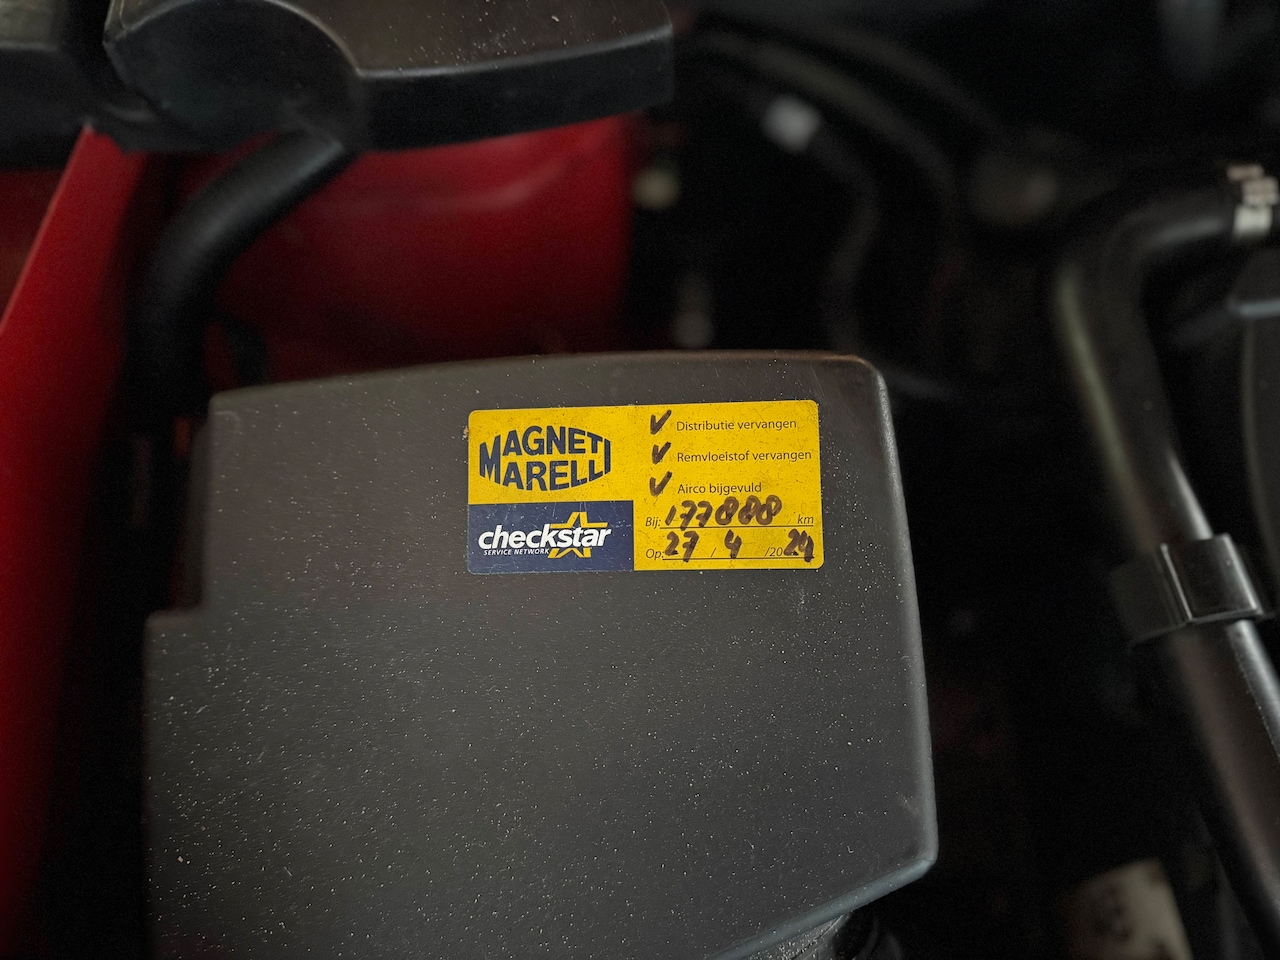 MAGNETI
MARELLI
checkstar
SERVICE NETWORK
✓ Distributie vervangen
✓ Remvloeistof vervangen
✓ Airco bijgevuld
Bij: 177888 km
Op: 27 / 4 /2024